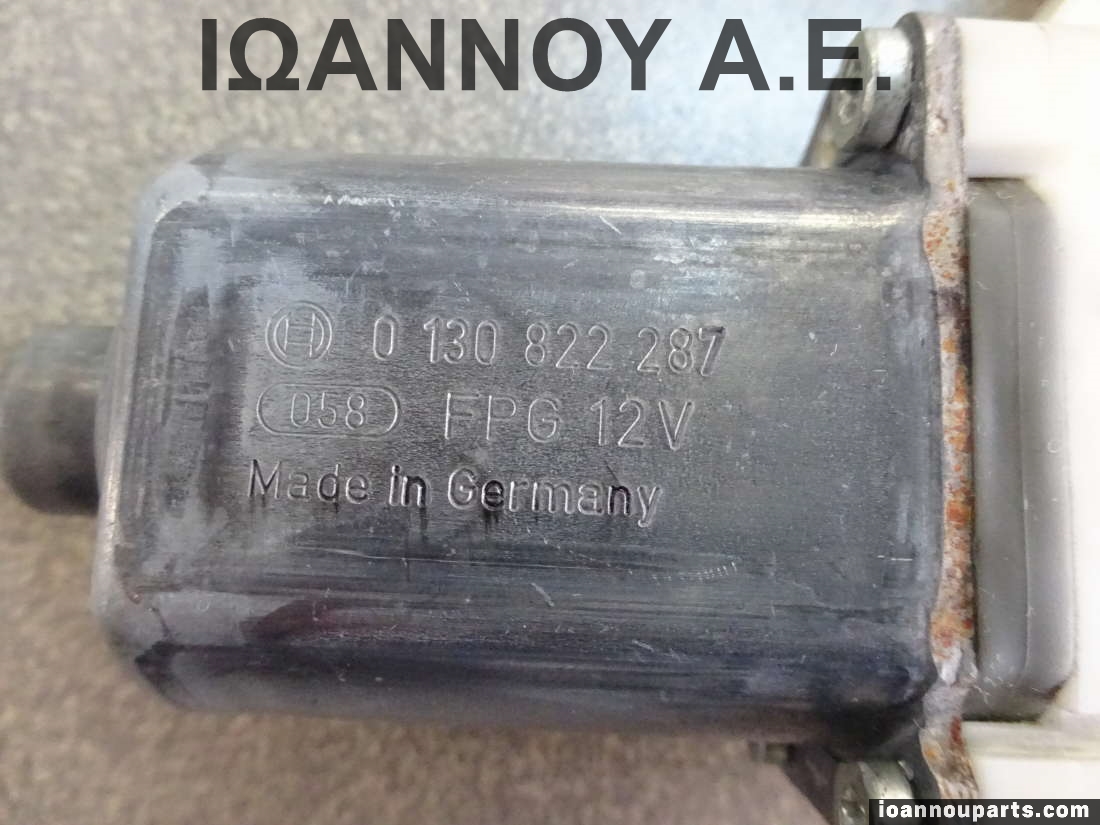 ΙΩΑΝΝΟΥ Α.Ε.
0 130 822 287
058 FPG 12V
Made in Germany
ioannouparts.com